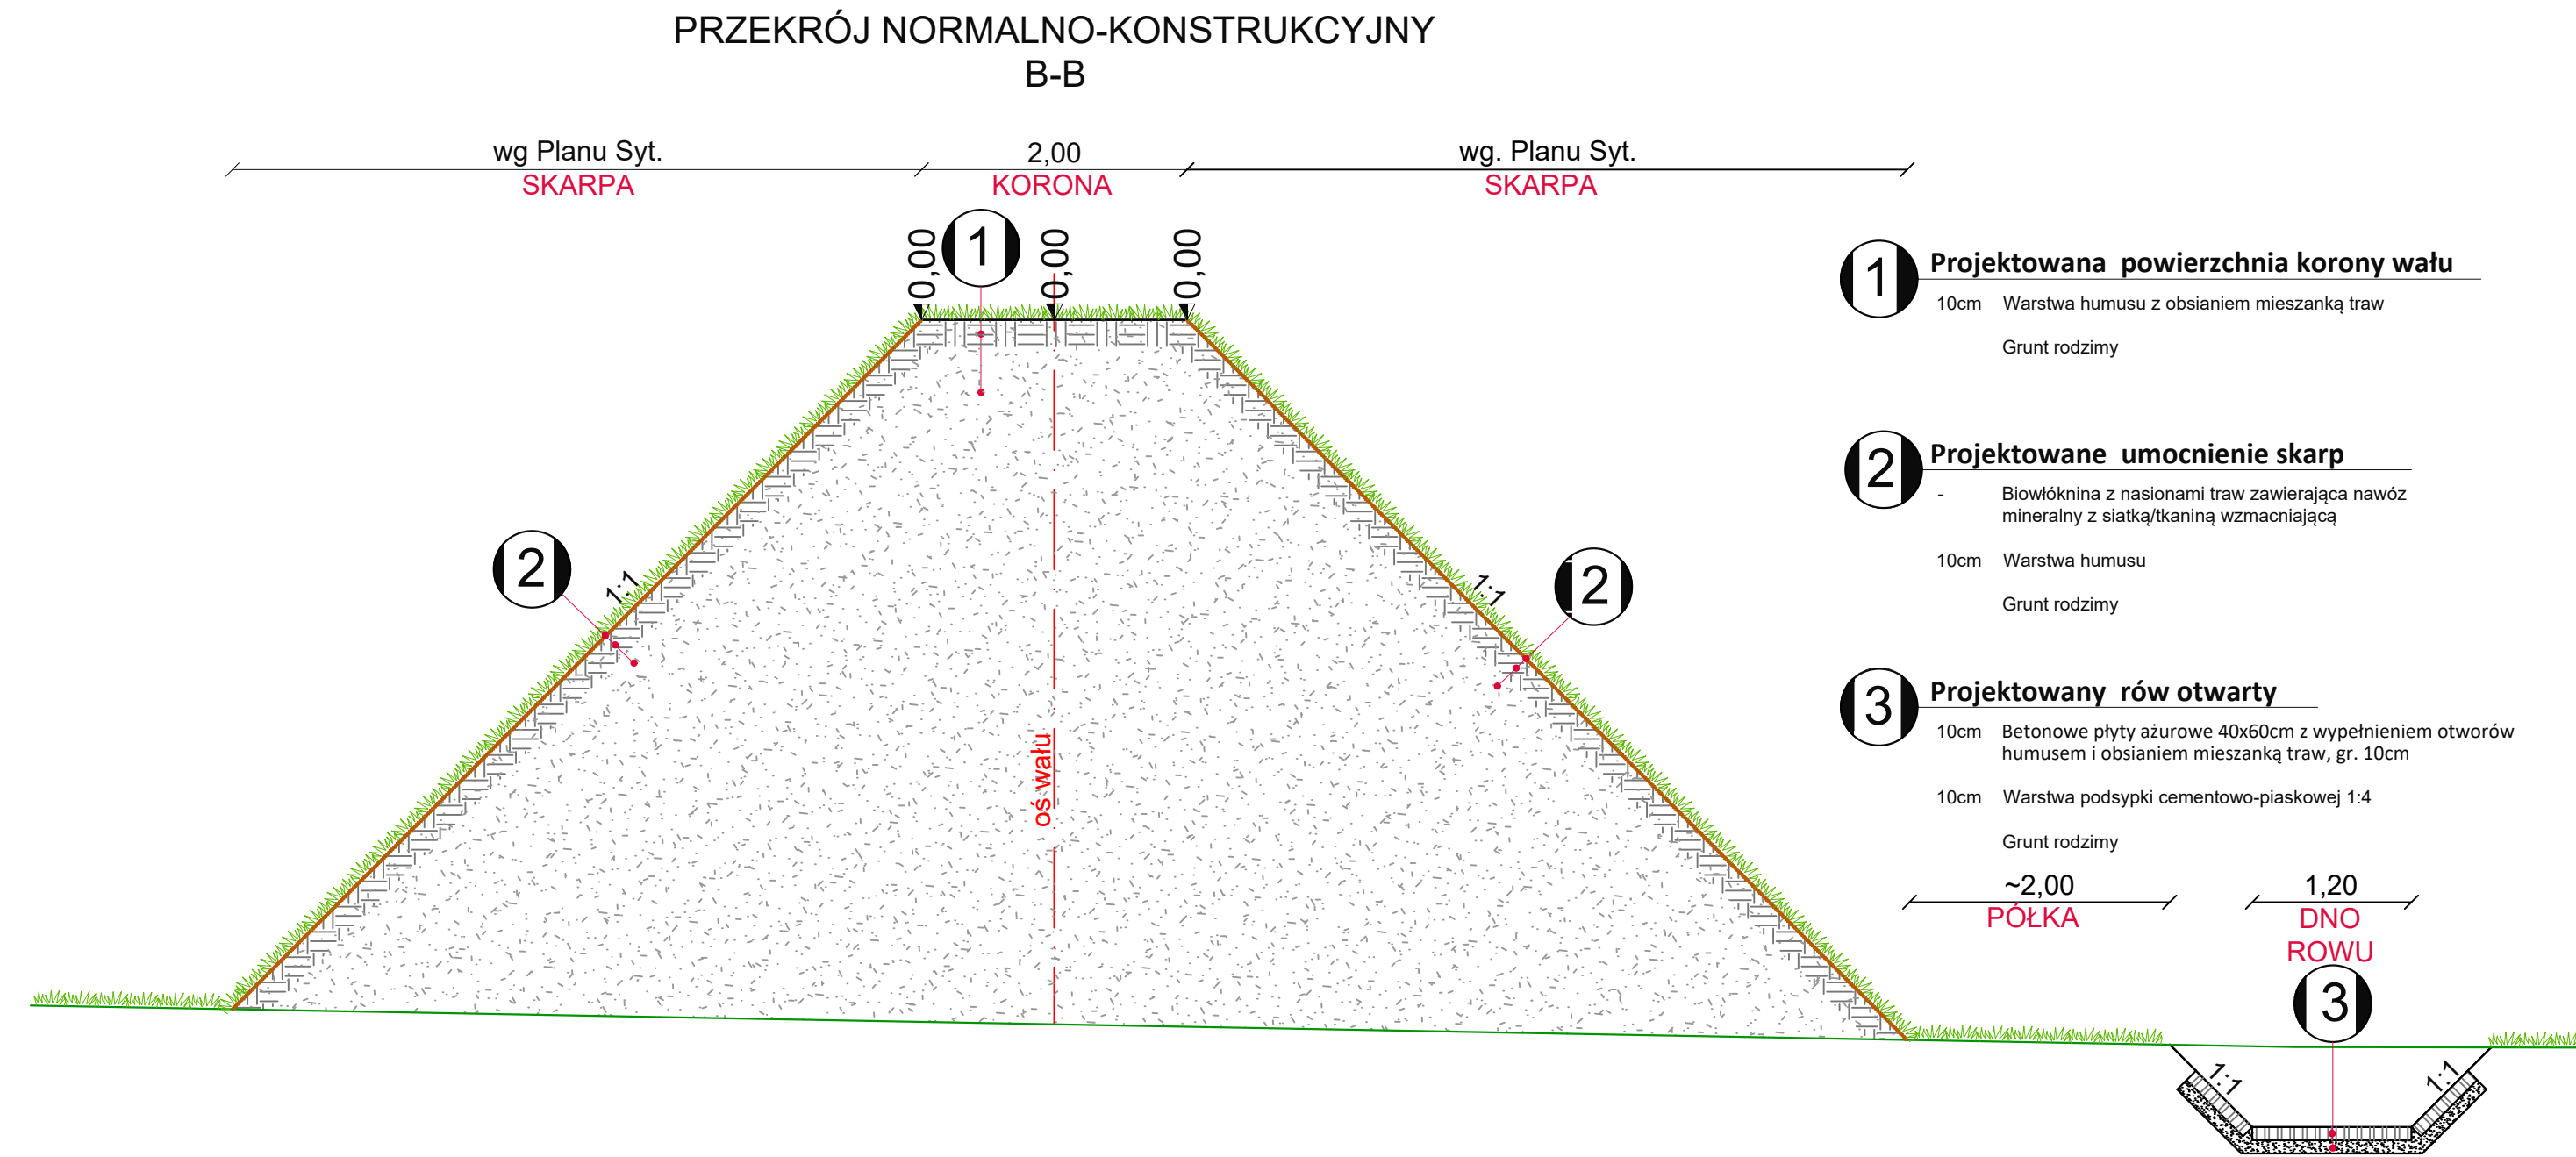 PRZEKRÓJ NORMALNO-KONSTRUKCYJNY
B-B
wg Planu Syt.
SKARPA
2,00
KORONA
wg. Planu Syt.
SKARPA
0,00
1
0,00
0,00
1 Projektowana powierzchnia korony wału
10cm Warstwa humusu z obsianiem mieszanką traw
Grunt rodzimy
2 Projektowane umocnienie skarp
- Biowłóknina z nasionami traw zawierająca nawóz
mineralny z siatką/tkaniną wzmacniającą
10cm Warstwa humusu
Grunt rodzimy
2
1:1
1:1
2
3 Projektowany rów otwarty
10cm Betonowe płyty ażurowe 40x60cm z wypełnieniem otworów
humusem i obsianiem mieszanką traw, gr. 10cm
10cm Warstwa podsypki cementowo-piaskowej 1:4
Grunt rodzimy
oś wału
~2,00
PÓŁKA
1,20
DNO
ROWU
3
1:1
1:1